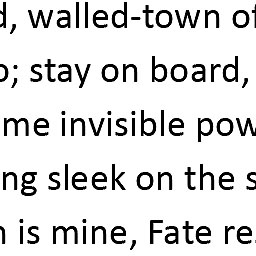 , walled-town of
; stay on board,
me invisible pow
ng sleek on the s
is mine, Fate re